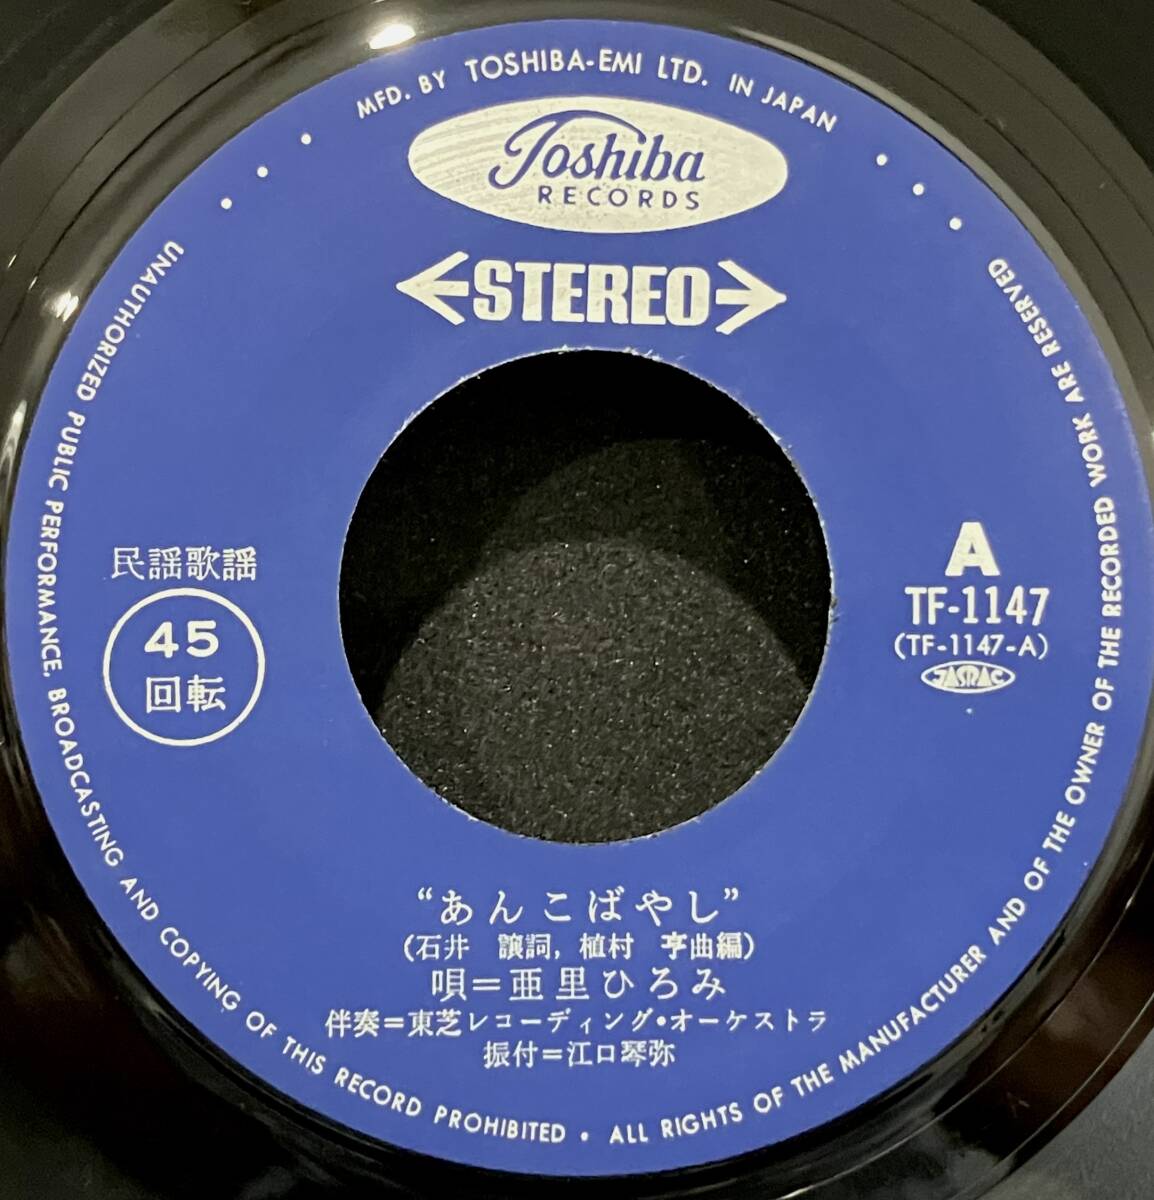 MFD. BY TOSHIBA-EMI LTD. IN JAPAN
Toshiba
RECORDS
STEREO
民謡歌謡
45
回転
A
TF-1147
(TF-1147-A)
JASRAC
“あんこばやし”
(石井 譲詞, 植村 亨曲編)
唄=亜里ひろみ
伴奏=東芝レコーディング・オーケストラ
振付=江口琴弥
UNAUTHORIZED PUBLIC PERFORMANCE, BROADCASTING AND COPYING OF THIS RECORD PROHIBITED • ALL RIGHTS OF THE MANUFACTURER AND OF THE OWNER OF THE RECORDED WORK ARE RESERVED